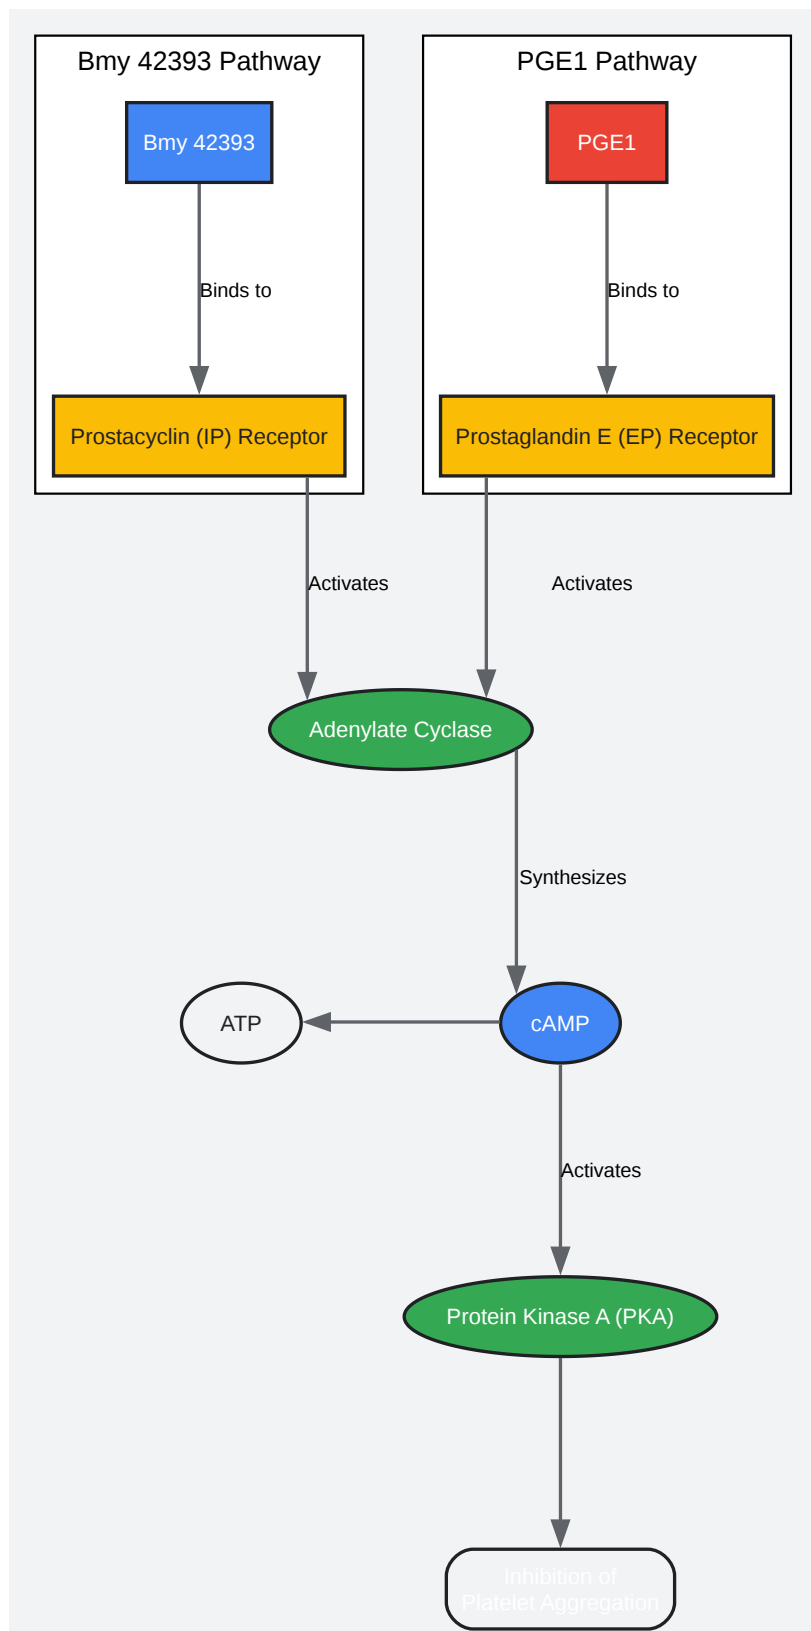 Bmy 42393 Pathway
PGE1 Pathway
Bmy 42393
PGE1
Binds to
Binds to
Prostacyclin (IP) Receptor
Prostaglandin E (EP) Receptor
Activates
Activates
Adenylate Cyclase
Synthesizes
ATP
cAMP
Activates
Protein Kinase A (PKA)
Inhibition of
Platelet Aggregation